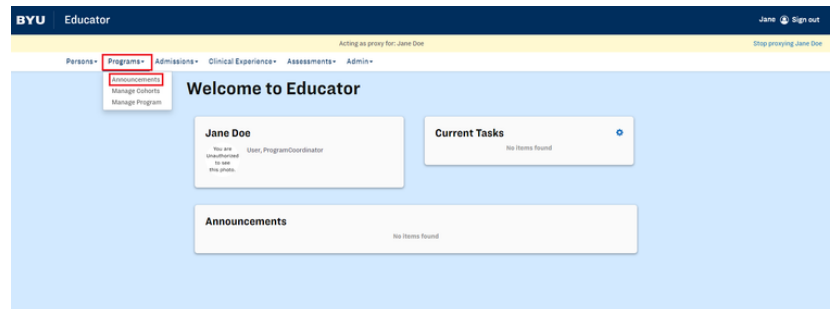 BYU Educator Jane Sign out
Acting as proxy for: Jane Doe Stop proxying Jane Doe
Persons Programs Admissions Clinical Experience Assessments Admin
Announcements
Manage Cohorts
Manage Program
Welcome to Educator
Jane Doe
You are
Unauthorized
to see
this photo.
User, ProgramCoordinator
Current Tasks
No items found
Announcements
No items found